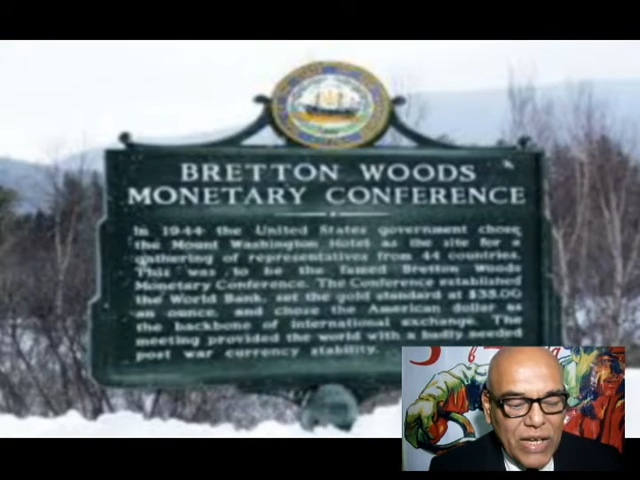 BRETTON WOODS
MONETARY CONFERENCE
In 1944 the United States government chose
the Mount Washington Hotel as the site for a
gathering of representatives from 44 countries.
This was to be the famed Bretton Woods
Monetary Conference. The Conference established
the World Bank, set the gold standard at $35.00
an ounce, and chose the American dollar as
the backbone of international exchange. The
meeting provided the world with a badly needed
post war currency stability.